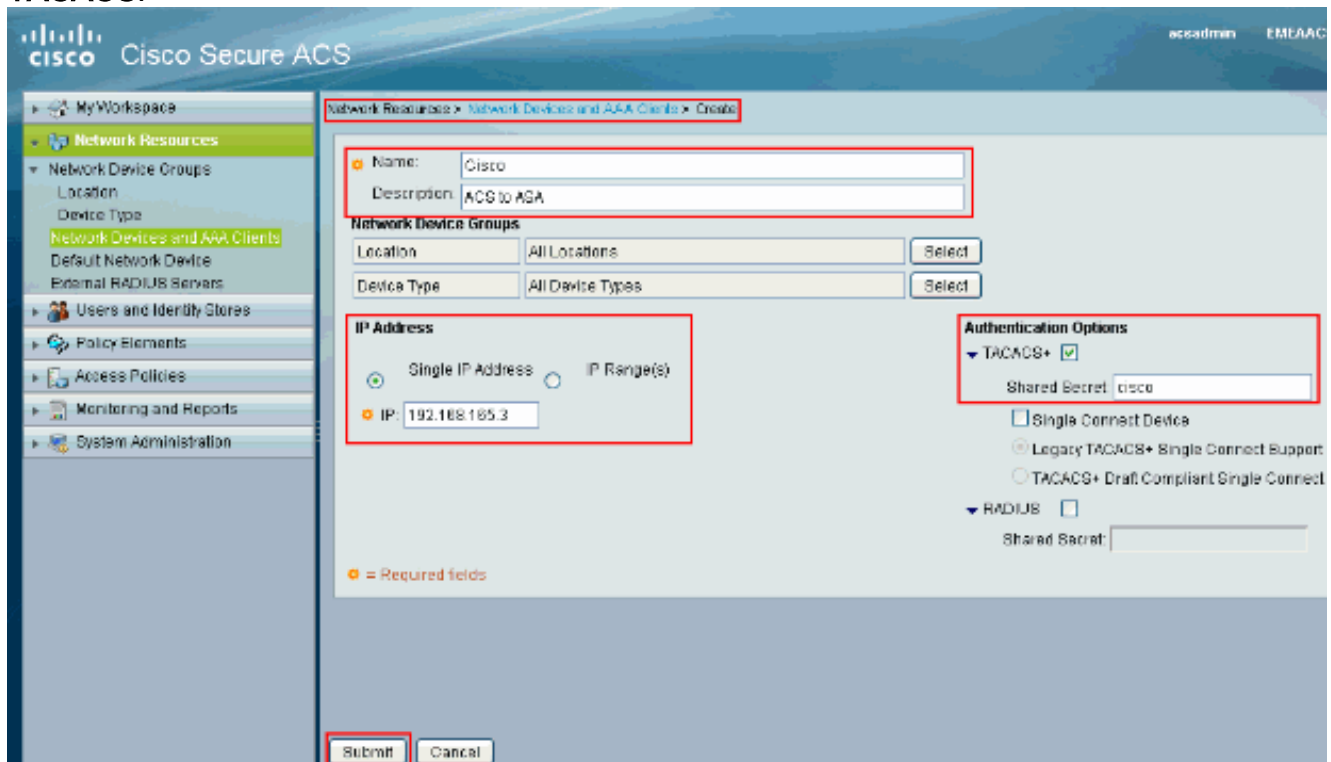 cisco Cisco Secure ACS
acsadmin EMEAAC
My Workspace
Network Resources
Network Device Groups
Location
Device Type
Network Devices and AAA Clients
Default Network Device
External RADIUS Servers
Users and Identity Stores
Policy Elements
Access Policies
Monitoring and Reports
System Administration
Network Resources > Network Devices and AAA Clients > Create
Name: Cisco
Description: ACS to ASA
Network Device Groups
Location All Locations Select
Device Type All Device Types Select
IP Address
Single IP Address IP Range(s)
IP: 192.168.165.3
Authentication Options
TACACS+
Shared Secret: cisco
Single Connect Device
Legacy TACACS+ Single Connect Support
TACACS+ Draft Compliant Single Connect
RADIUS
Shared Secret:
= Required fields
Submit Cancel